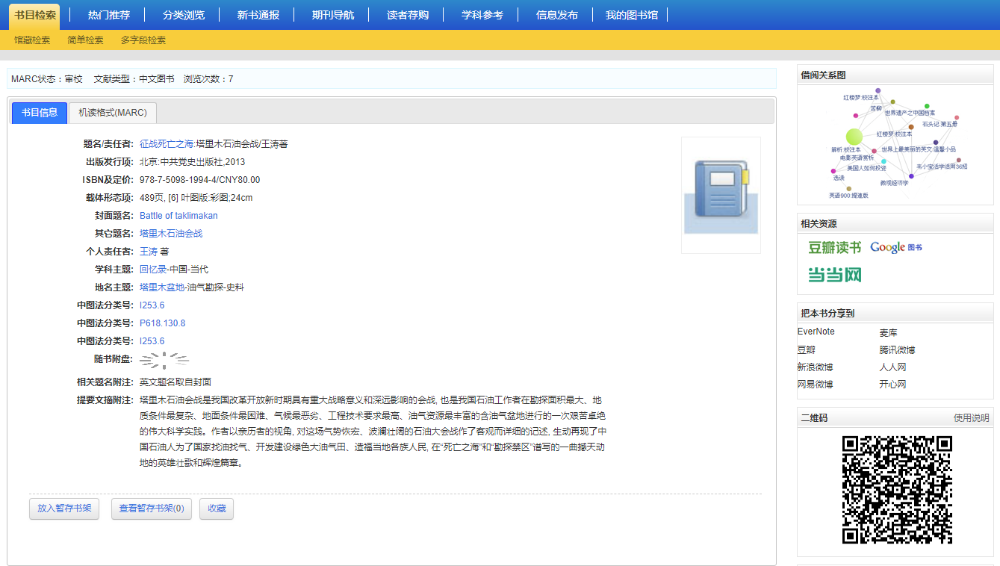 书目检索 热门推荐 分类浏览 新书通报 期刊导航 读者荐购 学科参考 信息发布 我的图书馆
馆藏检索 简单检索 多字段检索
MARC状态：审校 文献类型：中文图书 浏览次数：7
书目信息 机读格式(MARC)
题名/责任者: 征战死亡之海:塔里木石油会战/王涛著
出版发行项: 北京:中共党史出版社,2013
ISBN及定价: 978-7-5098-1994-4/CNY80.00
载体形态项: 489页, [6] 叶图版:彩图;24cm
封面题名: Battle of taklimakan
其它题名: 塔里木石油会战
个人责任者: 王涛 著
学科主题: 回忆录-中国-当代
地名主题: 塔里木盆地-油气勘探-史料
中图法分类号: I253.6
中图法分类号: P618.130.8
中图法分类号: I253.6
随书附盘:
相关题名附注: 英文题名取自封面
提要文摘附注: 塔里木石油会战是我国改革开放新时期具有重大战略意义和深远影响的会战, 也是我国石油工作者在勘探面积最大、地
质条件最复杂、地面条件最困难、气候最恶劣、工程技术要求最高、油气资源最丰富的含油气盆地进行的一次艰苦卓绝
的伟大科学实践。作者以亲历者的视角, 对这场气势恢宏、波澜壮阔的石油大会战作了客观而详细的记述, 生动再现了中
国石油人为了国家找油找气、开发建设绿色大油气田、造福当地各族人民, 在“死亡之海”和“勘探禁区”谱写的一曲撼天动
地的英雄壮歌和辉煌篇章。
放入暂存书架 查看暂存书架(0) 收藏
借阅关系图
红楼梦 校注本
苦柳
世界遗产之中国档案
石头记 第五册
红楼梦 校注本
解析 校注本
世界上最美丽的英文 温馨小品
电影英语赏析
美国人如何投资
韦小宝活学活用36招
选读
微观经济学
英语900 提速版
相关资源
豆瓣读书 Google 图书
当当网
把本书分享到
EverNote 麦库
豆瓣 腾讯微博
新浪微博 人人网
网易微博 开心网
二维码 使用说明